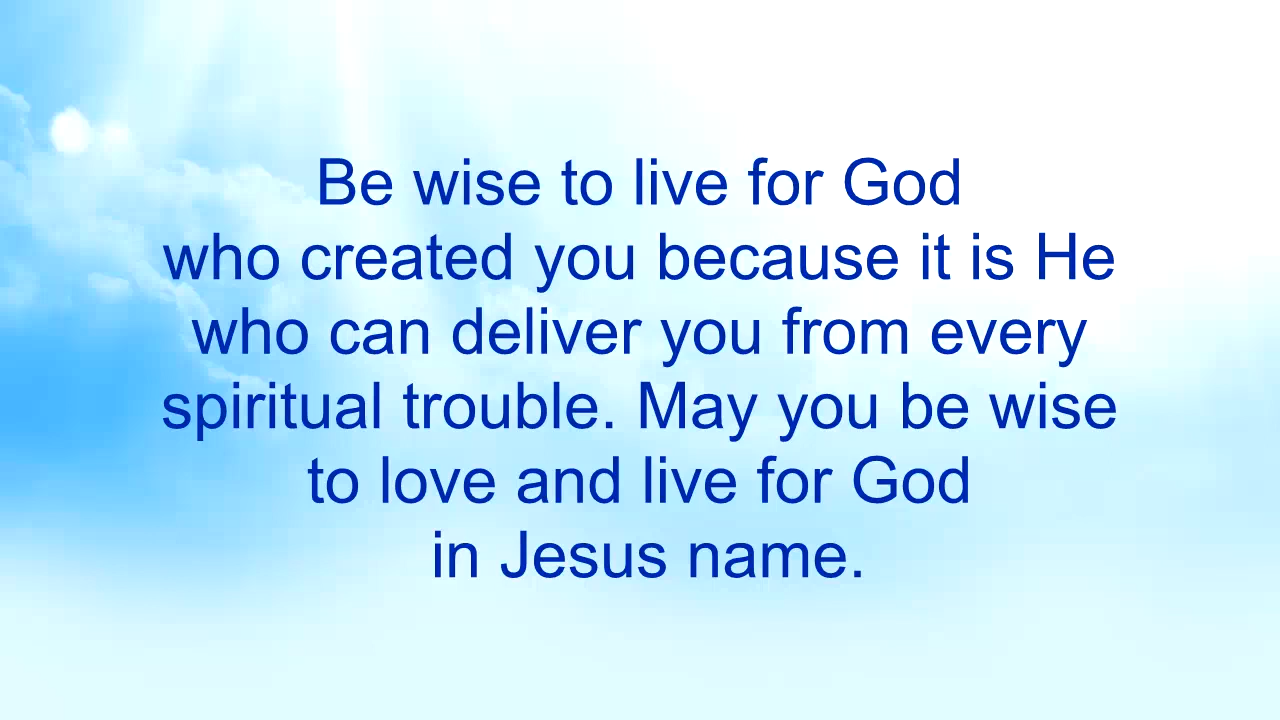 Be wise to live for God
who created you because it is He
who can deliver you from every
spiritual trouble. May you be wise
to love and live for God
in Jesus name.